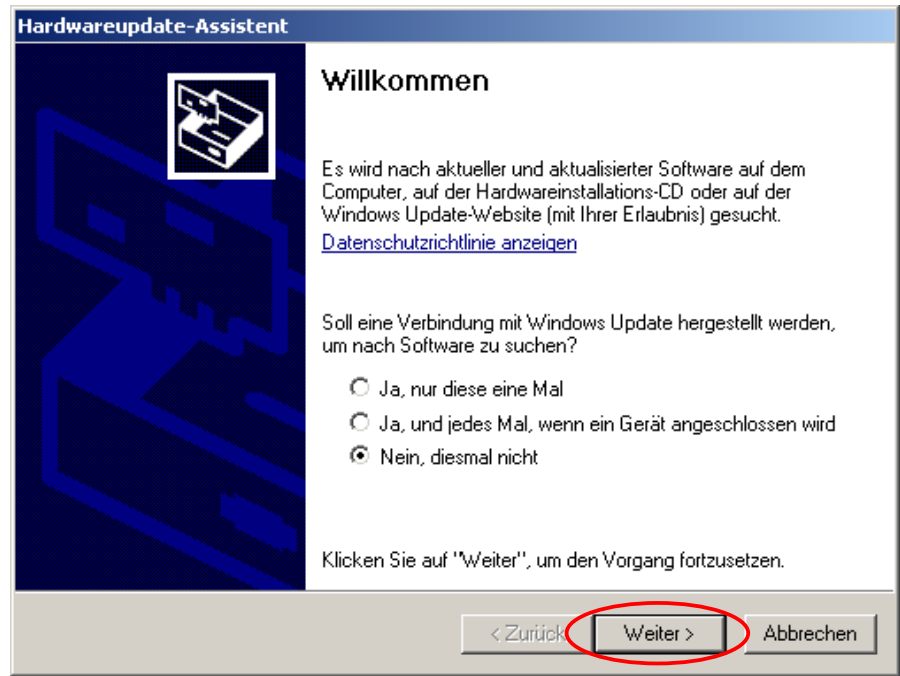 Hardwareupdate-Assistent
Willkommen
Es wird nach aktueller und aktualisierter Software auf dem
Computer, auf der Hardwareinstallations-CD oder auf der
Windows Update-Website (mit Ihrer Erlaubnis) gesucht.
Datenschutzrichtlinie anzeigen
Soll eine Verbindung mit Windows Update hergestellt werden,
um nach Software zu suchen?
Ja, nur diese eine Mal
Ja, und jedes Mal, wenn ein Gerät angeschlossen wird
Nein, diesmal nicht
Klicken Sie auf "Weiter", um den Vorgang fortzusetzen.
< Zurück Weiter > Abbrechen